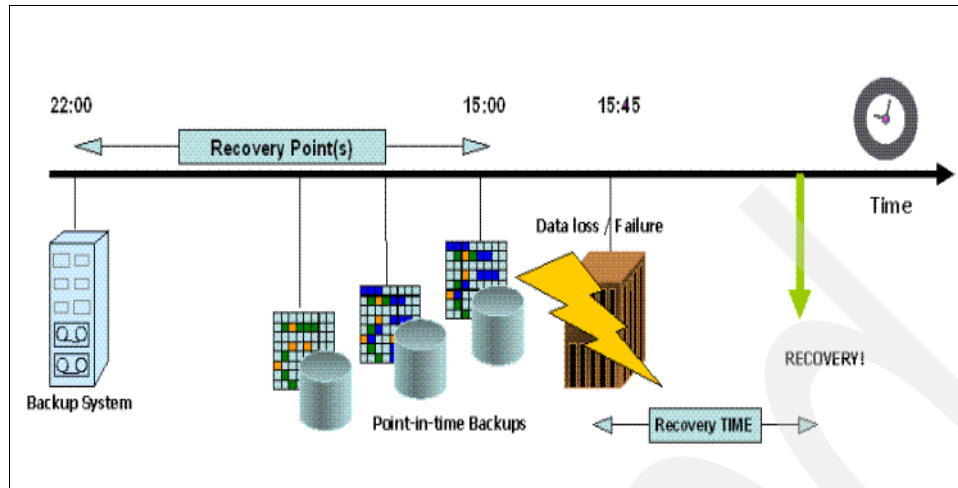 22:00
15:00
15:45
Recovery Point(s)
Time
Data loss / Failure
RECOVERY!
Backup System
Point-in-time Backups
Recovery TIME